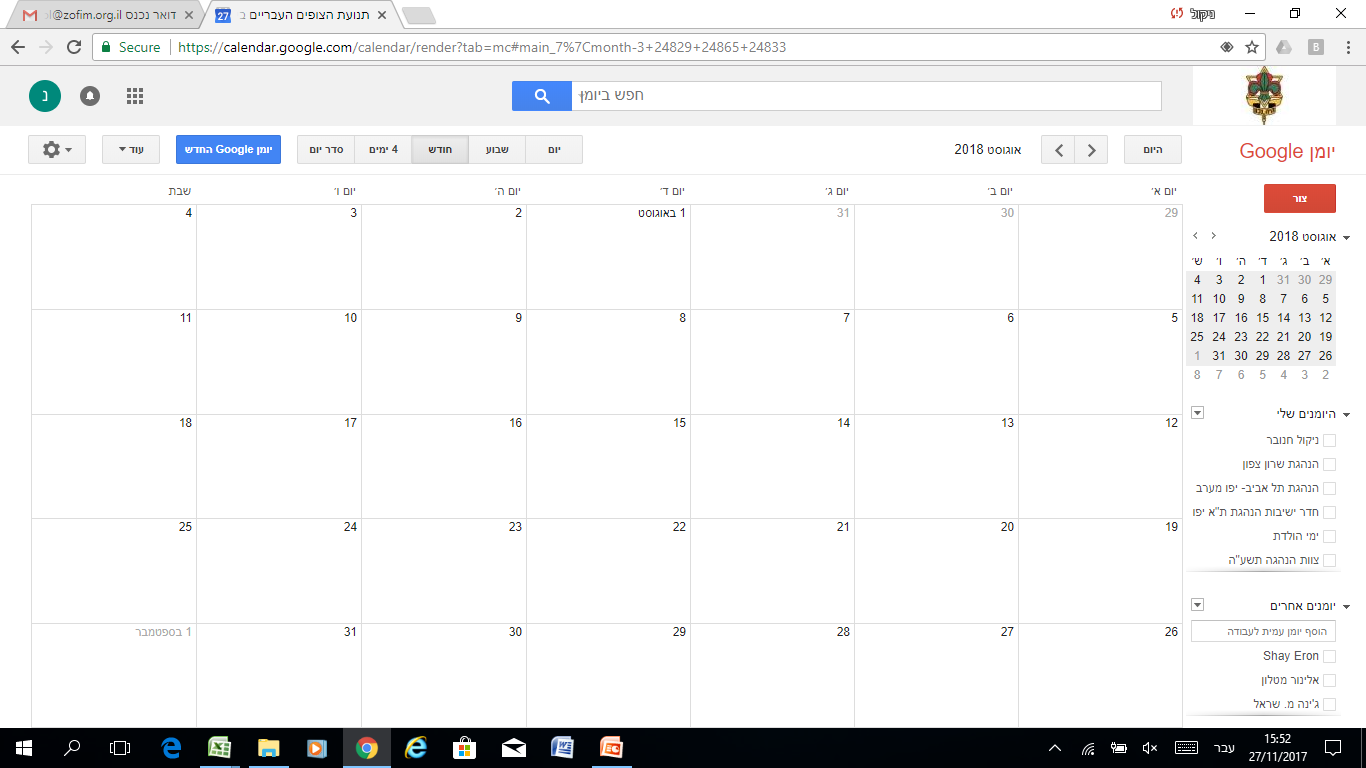 דואר נכנס ol@zofim.org.il
תנועת הצופים העבריים ב
ניקול
Secure https://calendar.google.com/calendar/render?tab=mc#main_7%7Cmonth-3+24829+24865+24833
B
חפש ביומן
נ
יומן Google
היום
אוגוסט 2018
יום
שבוע
חודש
4 ימים
סדר יום
יומן Google החדש
עוד
צור
אוגוסט 2018
א׳ ב׳ ג׳ ד׳ ה׳ ו׳ ש׳
29 30 31 1 2 3 4
5 6 7 8 9 10 11
12 13 14 15 16 17 18
19 20 21 22 23 24 25
26 27 28 29 30 31 1
2 3 4 5 6 7 8
היומנים שלי
ניקול חנובר
הנהגת שרון צפון
הנהגת תל אביב- יפו מערב
חדר ישיבות הנהגת ת"א יפו
ימי הולדת
צוות הנהגה תשע"ה
יומנים אחרים
הוסף יומן עמית לעבודה
Shay Eron
אלינור מטלון
ג'ינה מ. שראל
יום א׳ יום ב׳ יום ג׳ יום ד׳ יום ה׳ יום ו׳ שבת
29 30 31 1 באוגוסט 2 3 4
5 6 7 8 9 10 11
12 13 14 15 16 17 18
19 20 21 22 23 24 25
26 27 28 29 30 31 1 בספטמבר
עבר
15:52
27/11/2017